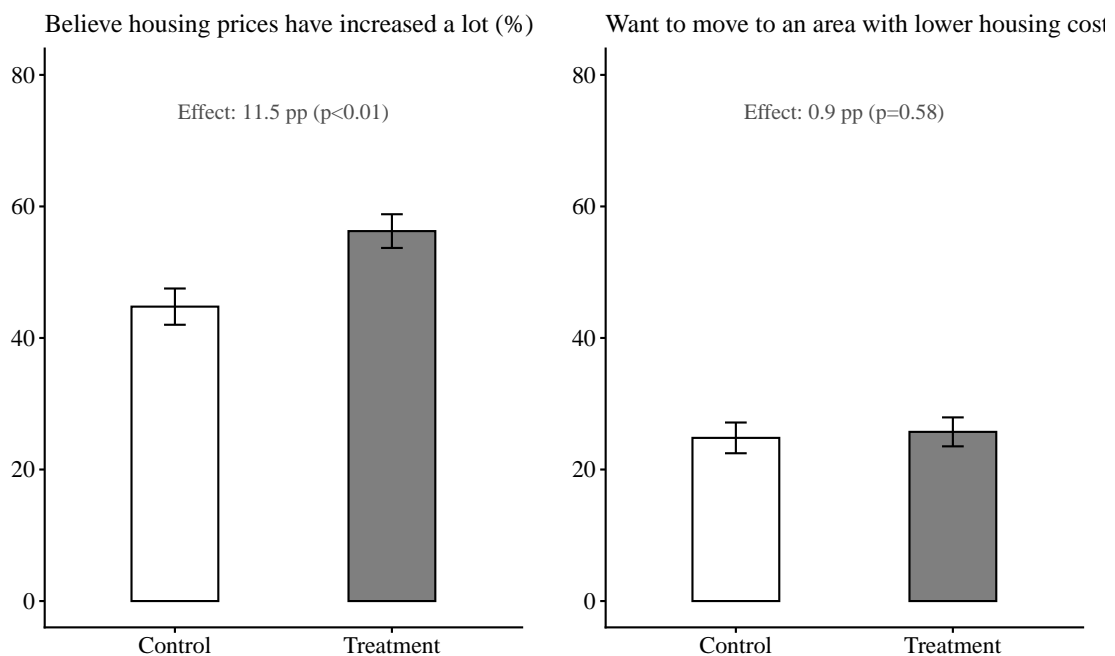 Believe housing prices have increased a lot (%)
80
60
40
20
0
Effect: 11.5 pp (p<0.01)
Control
Treatment
Want to move to an area with lower housing cost
80
60
40
20
0
Effect: 0.9 pp (p=0.58)
Control
Treatment